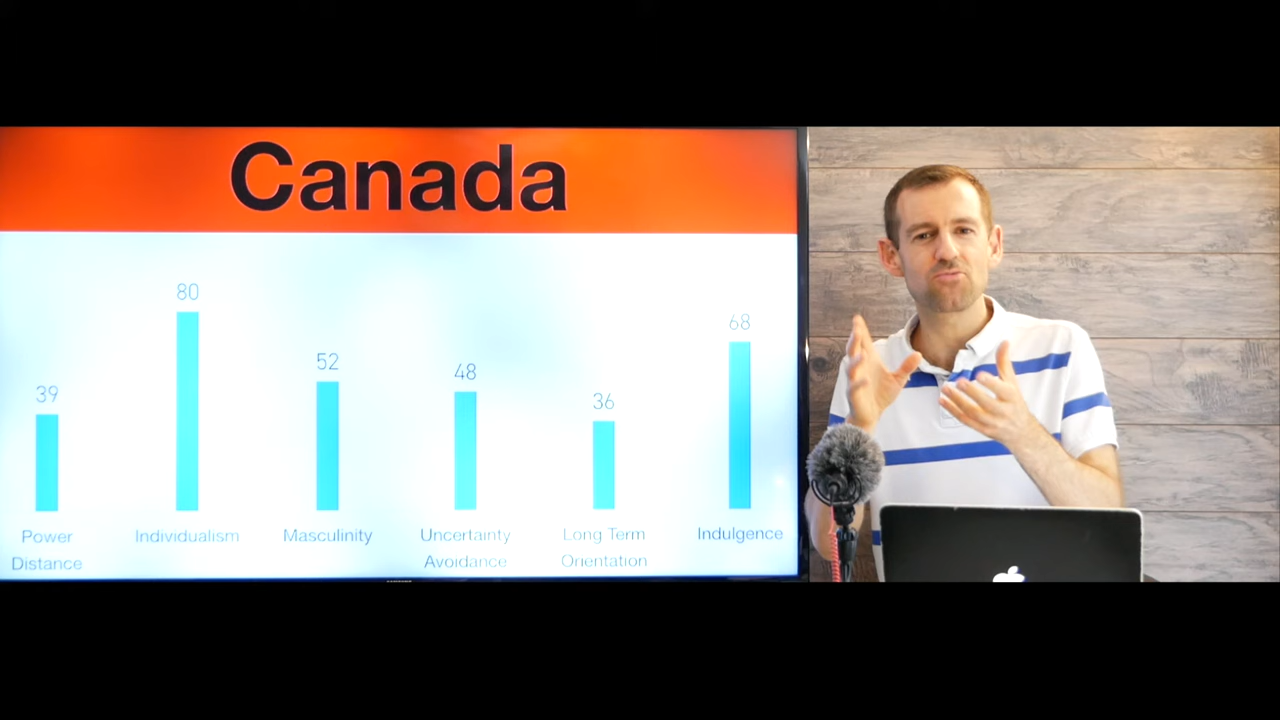 Canada
39
80
52
48
36
68
Power
Distance
Individualism
Masculinity
Uncertainty
Avoidance
Long Term
Orientation
Indulgence